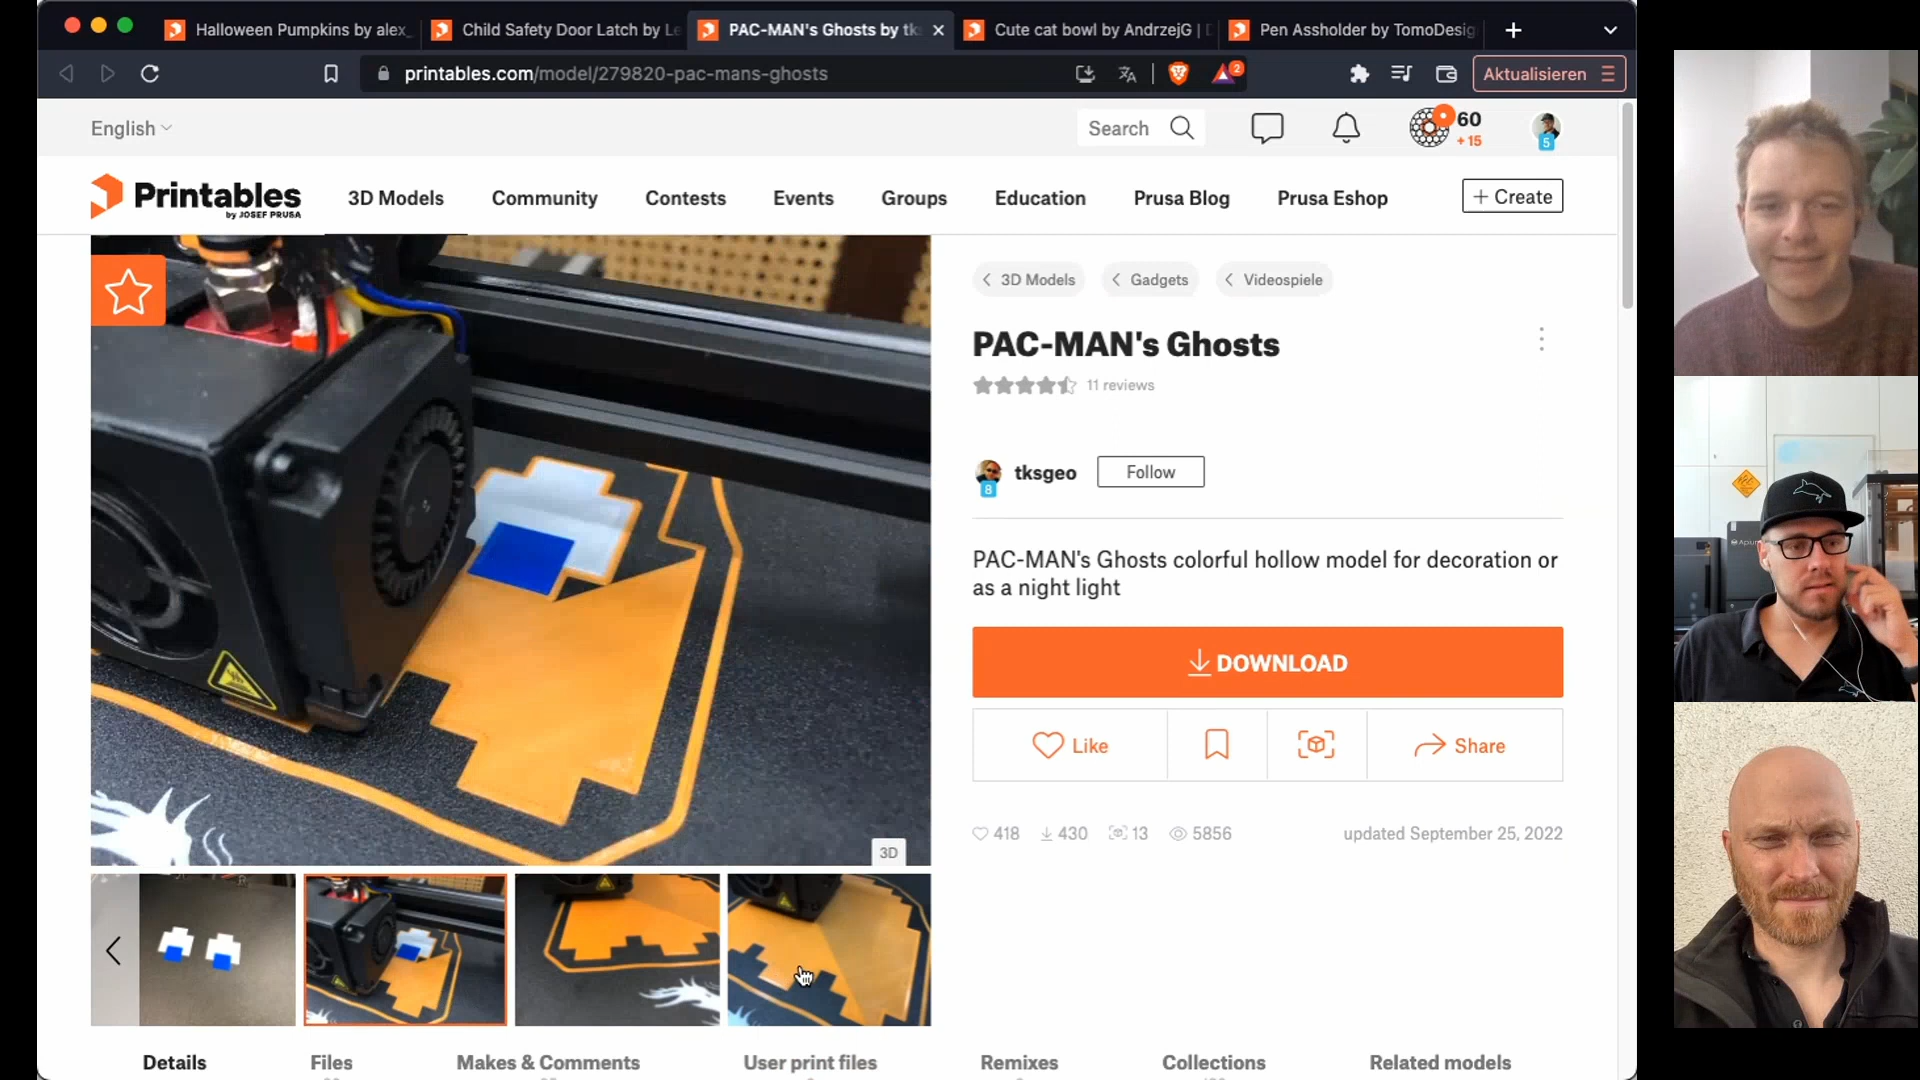 Halloween Pumpkins by alex_
Child Safety Door Latch by Le
PAC-MAN's Ghosts by tks
Cute cat bowl by AndrzejG | D
Pen Assholder by TomoDesig
printables.com/model/279820-pac-mans-ghosts
2
Aktualisieren
English
Search
60
+ 15
5
Printables
by JOSEF PRUSA
3D Models
Community
Contests
Events
Groups
Education
Prusa Blog
Prusa Eshop
+ Create
3D Models
Gadgets
Videospiele
PAC-MAN's Ghosts
11 reviews
8
tksgeo
Follow
PAC-MAN's Ghosts colorful hollow model for decoration or
as a night light
DOWNLOAD
Like
Share
418
430
13
5856
updated September 25, 2022
3D
Details
Files
Makes & Comments
User print files
Remixes
Collections
Related models